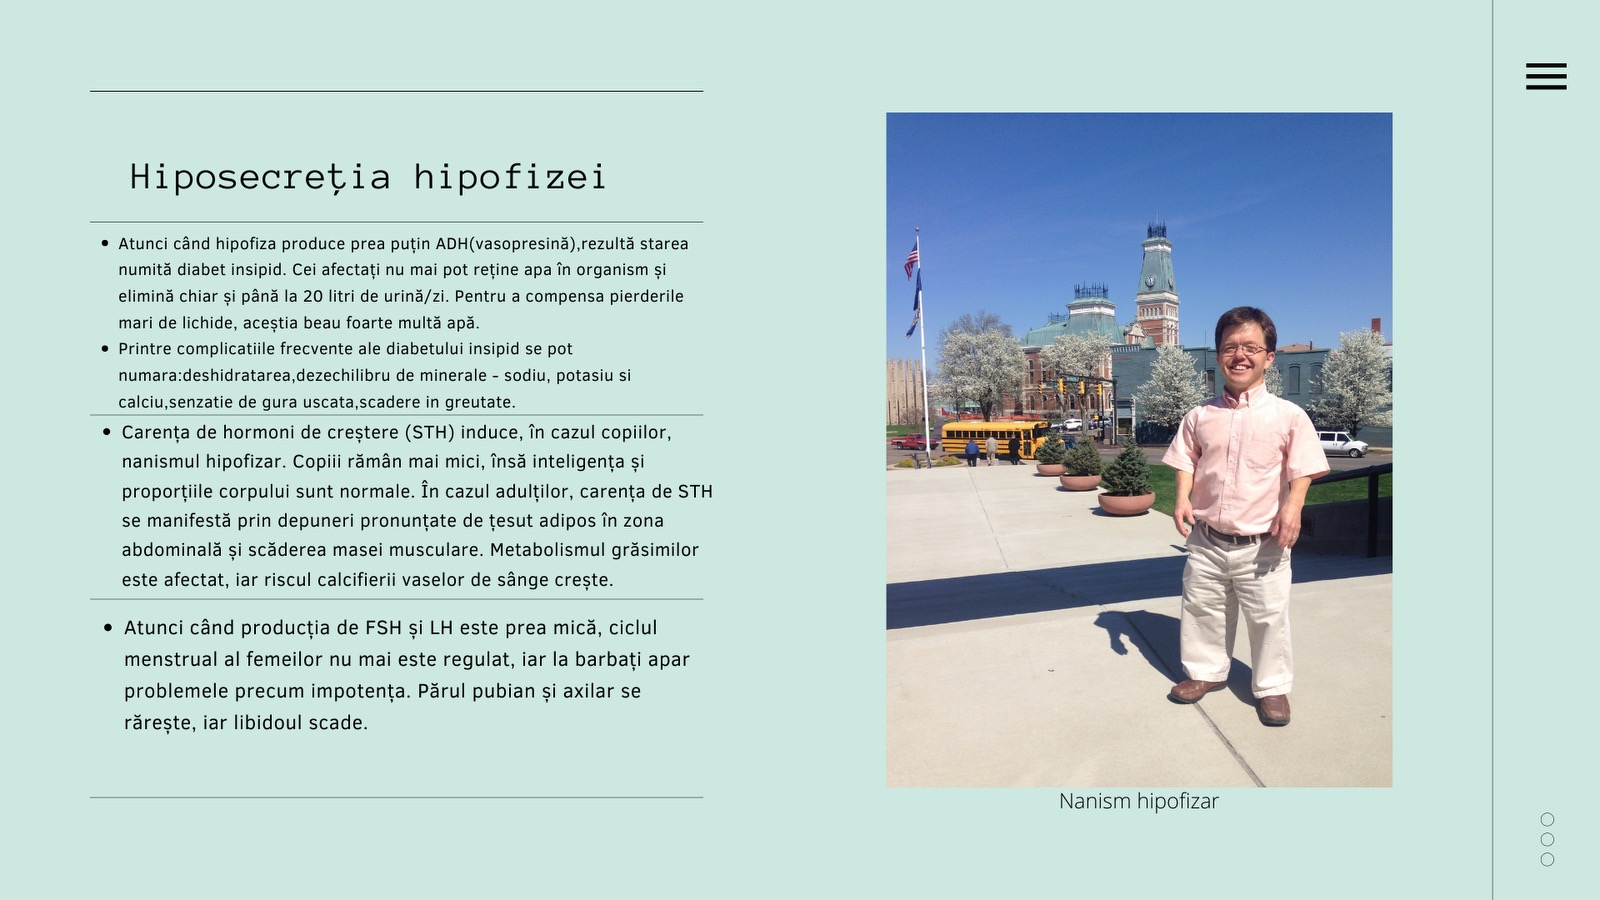 Hiposecreția hipofizei
Atunci când hipofiza produce prea puțin ADH(vasopresină),rezultă starea
numită diabet insipid. Cei afectați nu mai pot reține apa în organism și
elimină chiar și până la 20 litri de urină/zi. Pentru a compensa pierderile
mari de lichide, aceștia beau foarte multă apă.
Printre complicatiile frecvente ale diabetului insipid se pot
numara:deshidratarea,dezechilibru de minerale - sodiu, potasiu si
calciu,senzatie de gura uscata,scadere in greutate.
Carența de hormoni de creștere (STH) induce, în cazul copiilor,
nanismul hipofizar. Copiii rămân mai mici, însă inteligența și
proporțiile corpului sunt normale. În cazul adulților, carența de STH
se manifestă prin depuneri pronunțate de țesut adipos în zona
abdominală și scăderea masei musculare. Metabolismul grăsimilor
este afectat, iar riscul calcifierii vaselor de sânge crește.
Atunci când producția de FSH și LH este prea mică, ciclul
menstrual al femeilor nu mai este regulat, iar la barbați apar
problemele precum impotența. Părul pubian și axilar se
rărește, iar libidoul scade.
Nanism hipofizar